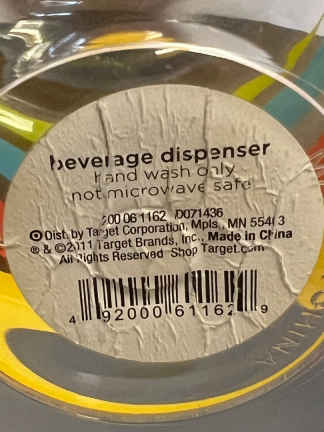 beverage dispenser
hand wash only
not microwave safe
200 06 1162 D071436
Dist. by Target Corporation, Mpls., MN 55403
® & ©2011 Target Brands, Inc., Made in China
All Rights Reserved Shop Target.com
4 92000 61162 9
CHINA